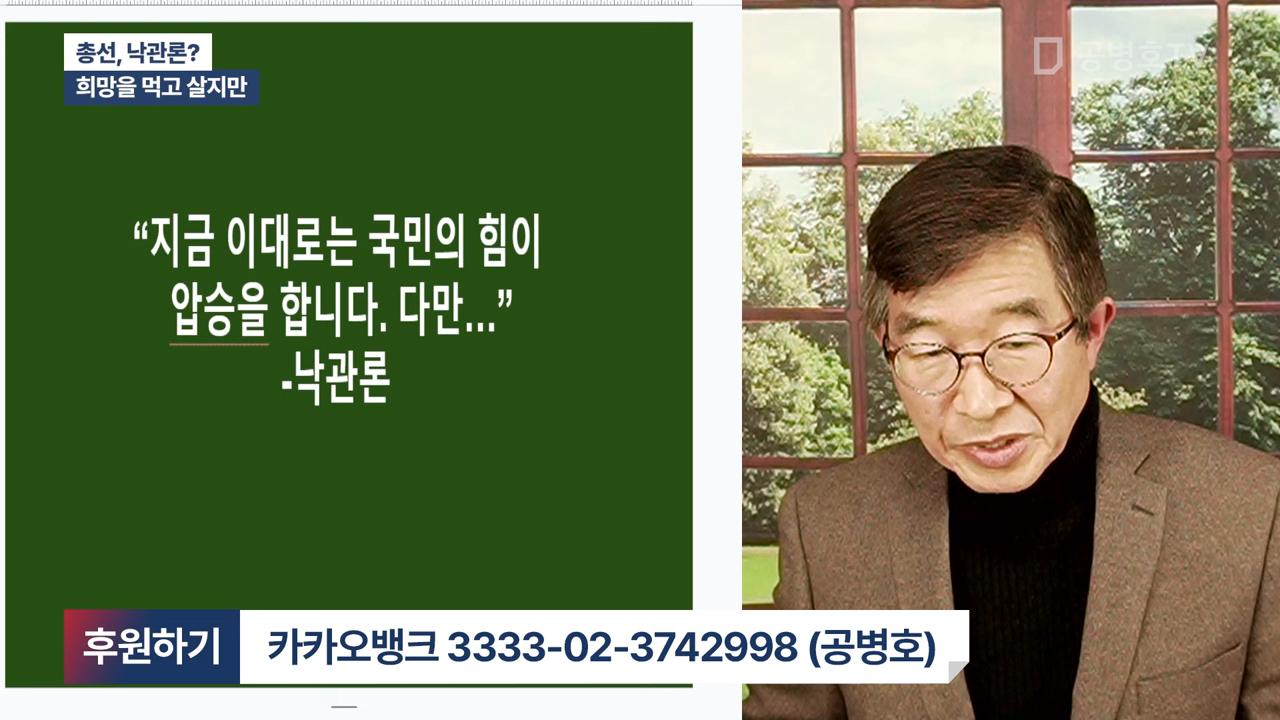 총선, 낙관론?
희망을 먹고 살지만
공병호TV
“지금 이대로는 국민의 힘이
압승을 합니다. 다만...”
-낙관론
후원하기
카카오뱅크 3333-02-3742998 (공병호)